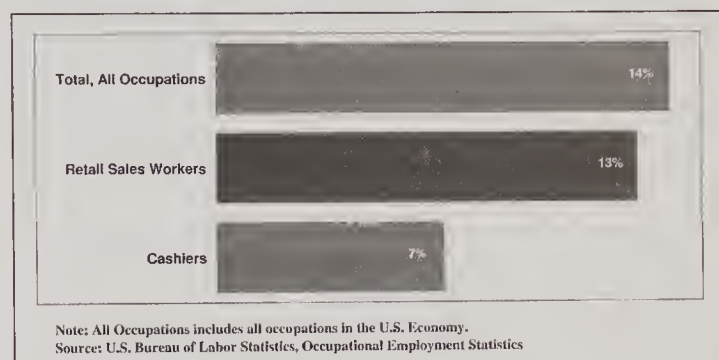 Total, All Occupations
14%
Retail Sales Workers
13%
Cashiers
7%
Note: All Occupations includes all occupations in the U.S. Economy.
Source: U.S. Bureau of Labor Statistics, Occupational Employment Statistics